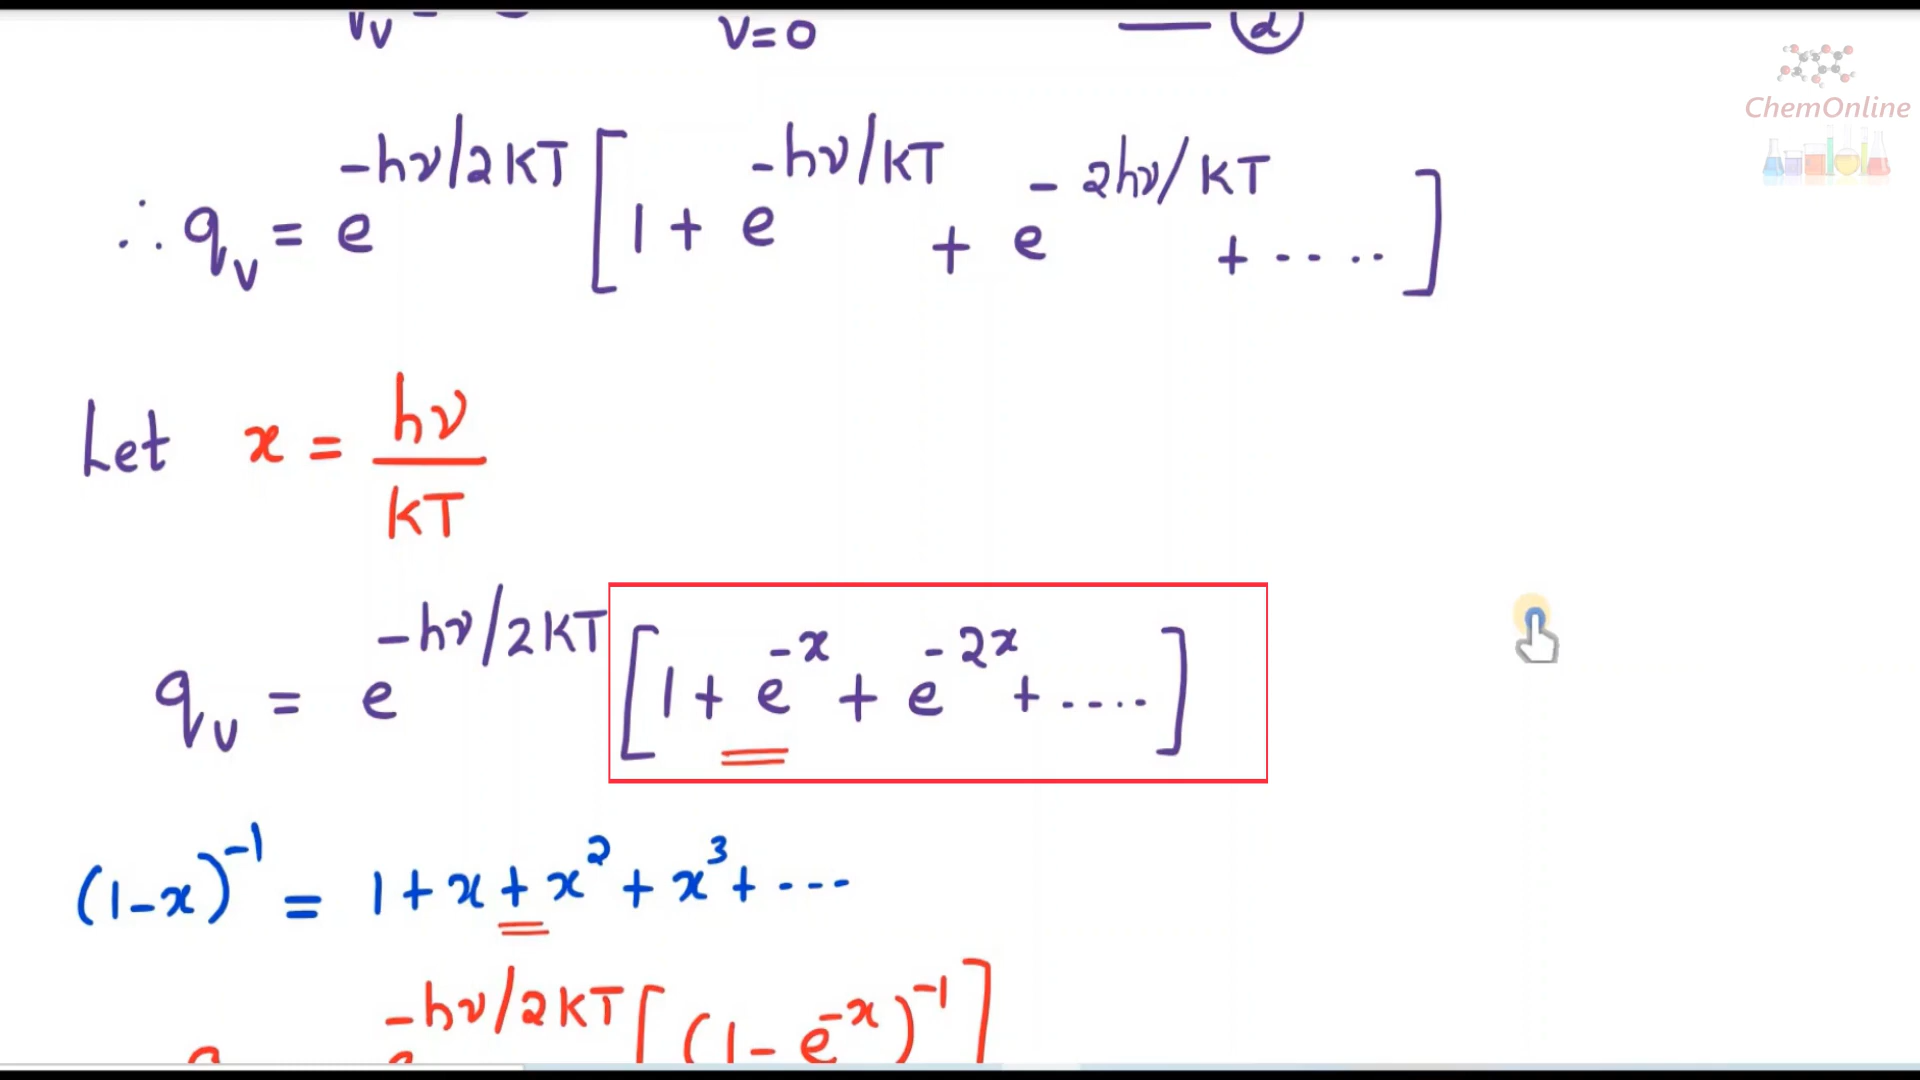 v=0 — ②
ChemOnline
∴ qᵥ = e^{-hν/2KT} [1 + e^{-hν/KT} + e^{-2hν/KT} + ....]
Let x = hν/KT
qᵥ = e^{-hν/2KT} [1 + e^{-x} + e^{-2x} + ....]
(1-x)⁻¹ = 1 + x + x² + x³ + ---
e^{-hν/2KT} [(1 - e^{-x})⁻¹]